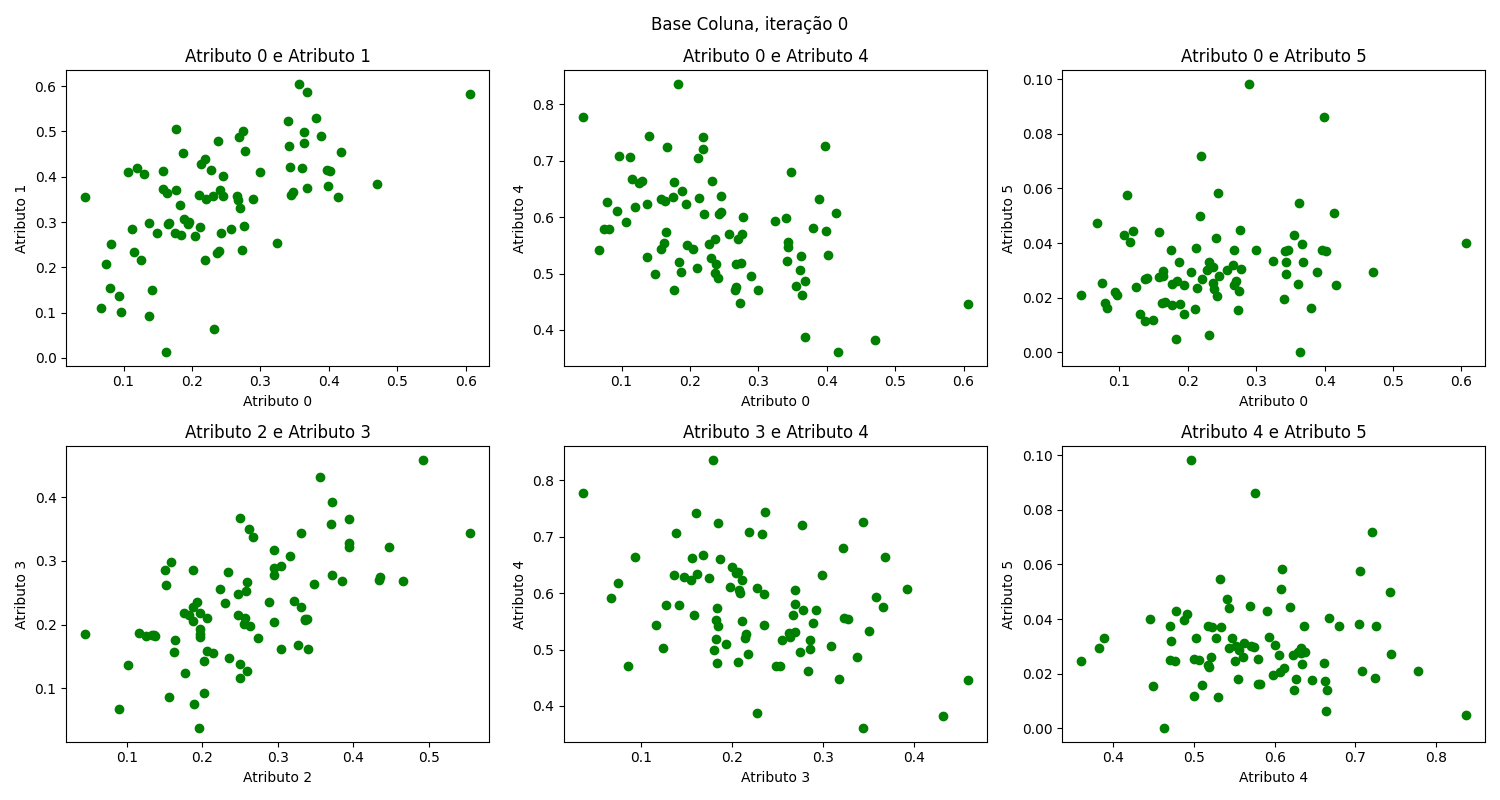 Base Coluna, iteração 0
Atributo 0 e Atributo 1
0.6
0.5
0.4
0.3
0.2
0.1
0.0
Atributo 1
0.1 0.2 0.3 0.4 0.5 0.6
Atributo 0
Atributo 0 e Atributo 4
0.8
0.7
0.6
0.5
0.4
Atributo 4
0.1 0.2 0.3 0.4 0.5 0.6
Atributo 0
Atributo 0 e Atributo 5
0.10
0.08
0.06
0.04
0.02
0.00
Atributo 5
0.1 0.2 0.3 0.4 0.5 0.6
Atributo 0
Atributo 2 e Atributo 3
0.4
0.3
0.2
0.1
Atributo 3
0.1 0.2 0.3 0.4 0.5
Atributo 2
Atributo 3 e Atributo 4
0.8
0.7
0.6
0.5
0.4
Atributo 4
0.1 0.2 0.3 0.4
Atributo 3
Atributo 4 e Atributo 5
0.10
0.08
0.06
0.04
0.02
0.00
Atributo 5
0.4 0.5 0.6 0.7 0.8
Atributo 4